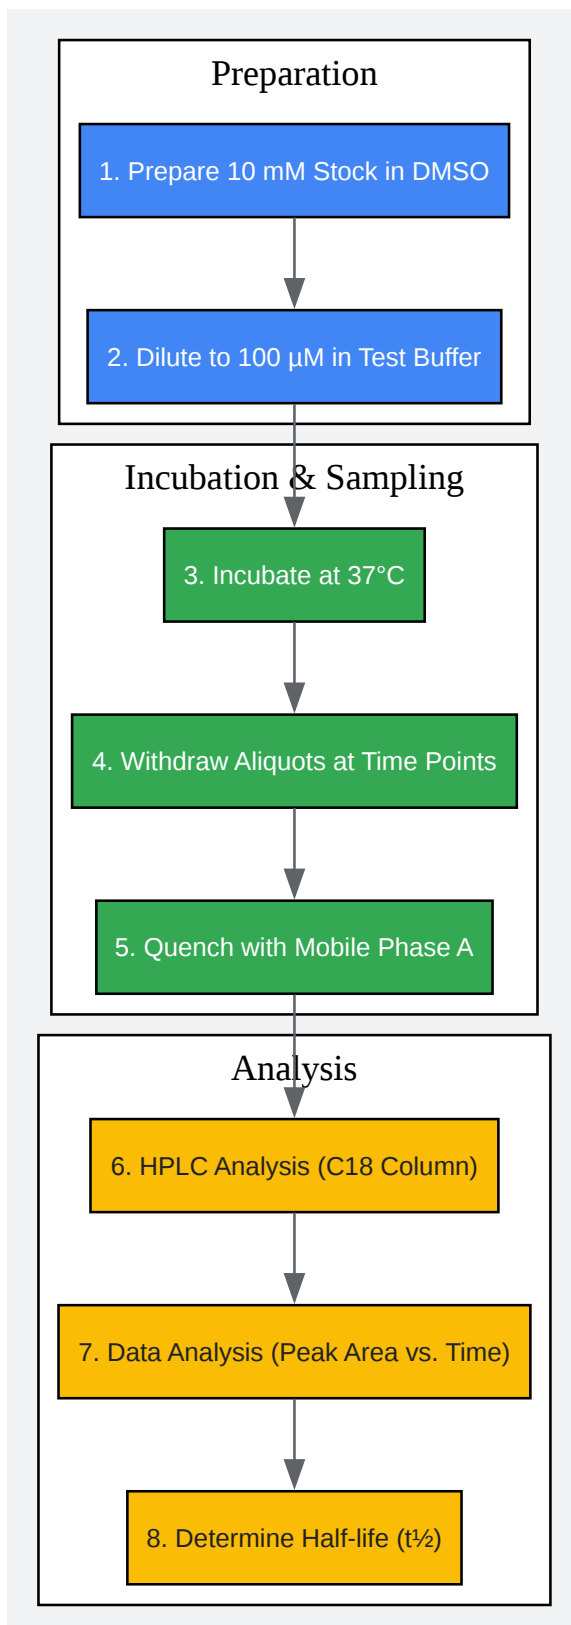 Preparation
1. Prepare 10 mM Stock in DMSO
2. Dilute to 100 µM in Test Buffer
Incubation & Sampling
3. Incubate at 37°C
4. Withdraw Aliquots at Time Points
5. Quench with Mobile Phase A
Analysis
6. HPLC Analysis (C18 Column)
7. Data Analysis (Peak Area vs. Time)
8. Determine Half-life (t½)